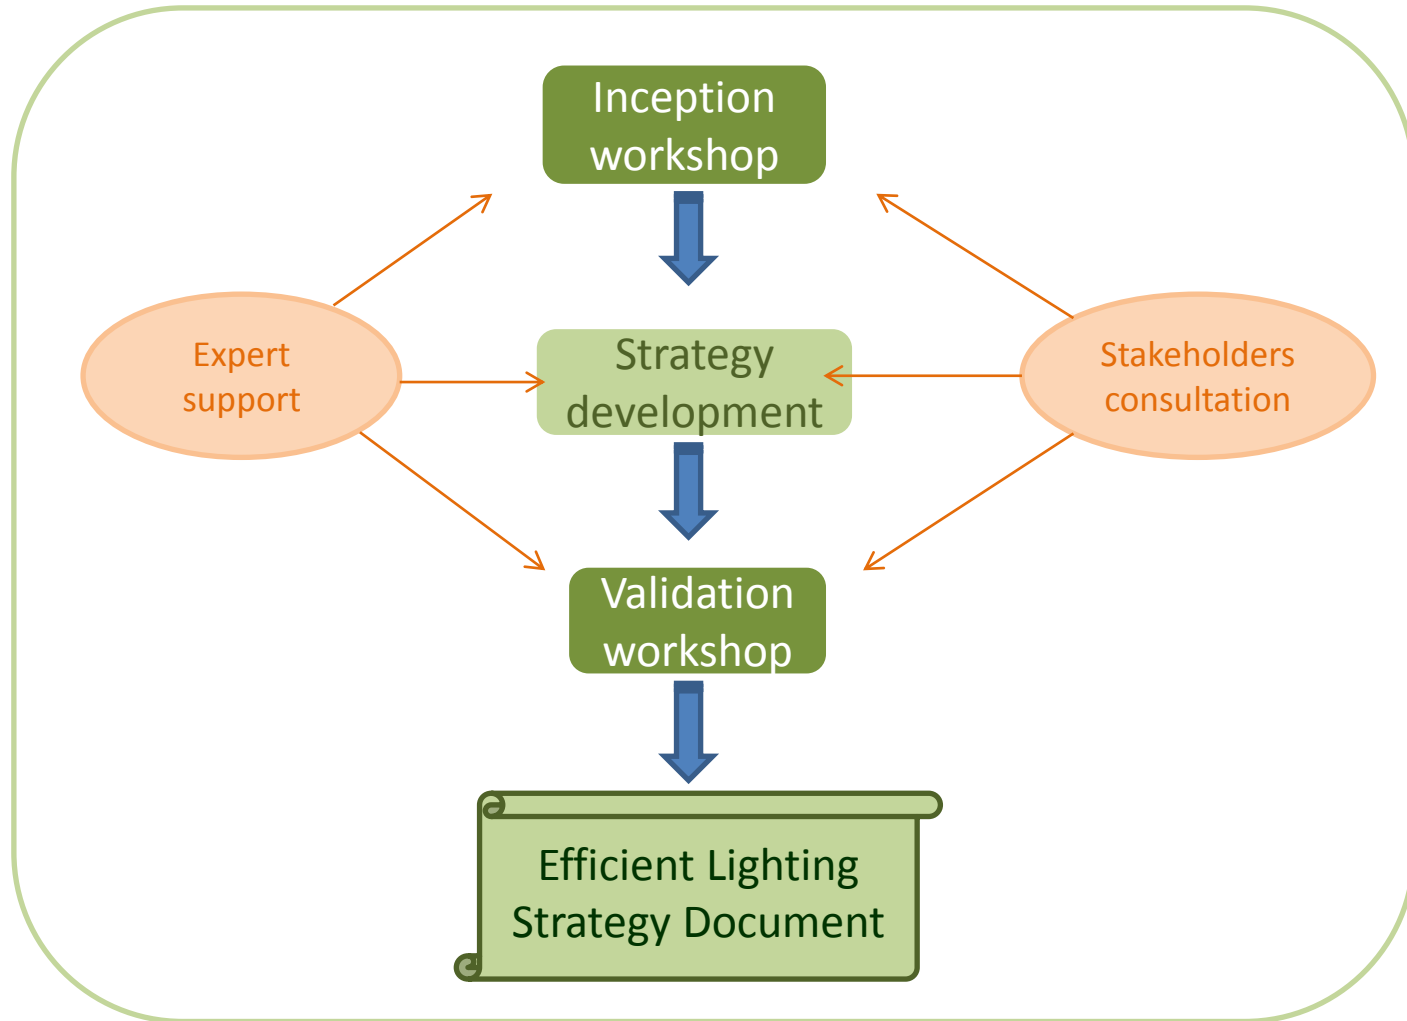 Inception
workshop
Expert
support
Strategy
development
Stakeholders
consultation
Validation
workshop
Efficient Lighting
Strategy Document